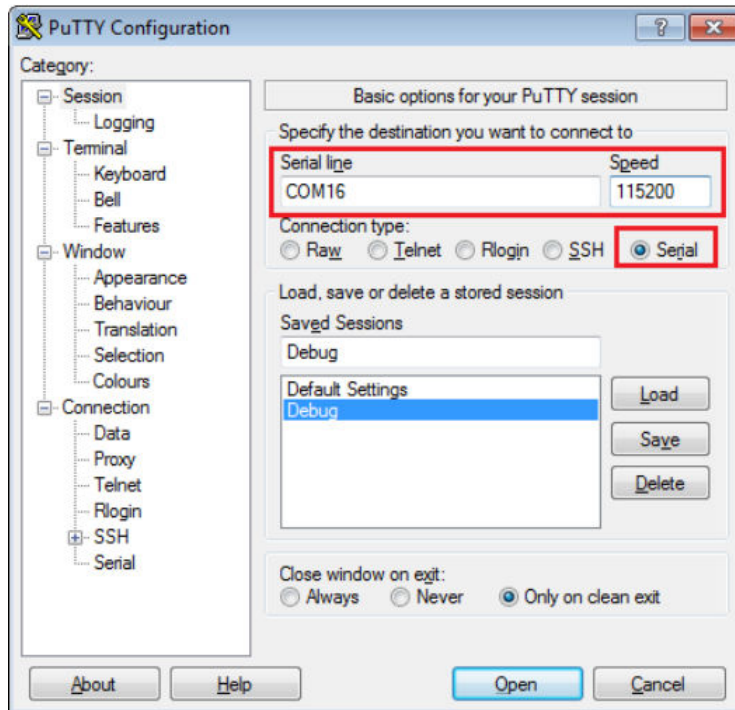 PuTTY Configuration
Category:
Session
Logging
Terminal
Keyboard
Bell
Features
Window
Appearance
Behaviour
Translation
Selection
Colours
Connection
Data
Proxy
Telnet
Rlogin
SSH
Serial
Basic options for your PuTTY session
Specify the destination you want to connect to
Serial line Speed
COM16 115200
Connection type:
Raw Telnet Rlogin SSH Serial
Load, save or delete a stored session
Saved Sessions
Debug
Default Settings
Debug
Load
Save
Delete
Close window on exit:
Always Never Only on clean exit
About Help Open Cancel